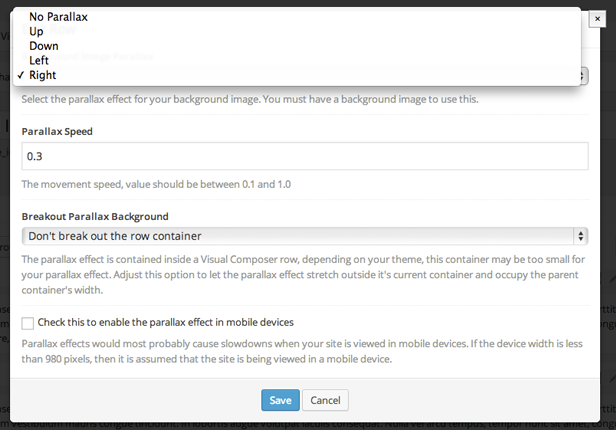 No Parallax
Up
Down
Left
✓ Right
Select the parallax effect for your background image. You must have a background image to use this.
Parallax Speed
0.3
The movement speed, value should be between 0.1 and 1.0
Breakout Parallax Background
Don't break out the row container
The parallax effect is contained inside a Visual Composer row, depending on your theme, this container may be too small for
your parallax effect. Adjust this option to let the parallax effect stretch outside it's current container and occupy the parent
container's width.
Check this to enable the parallax effect in mobile devices
Parallax effects would most probably cause slowdowns when your site is viewed in mobile devices. If the device width is less
than 980 pixels, then it is assumed that the site is being viewed in a mobile device.
Save Cancel